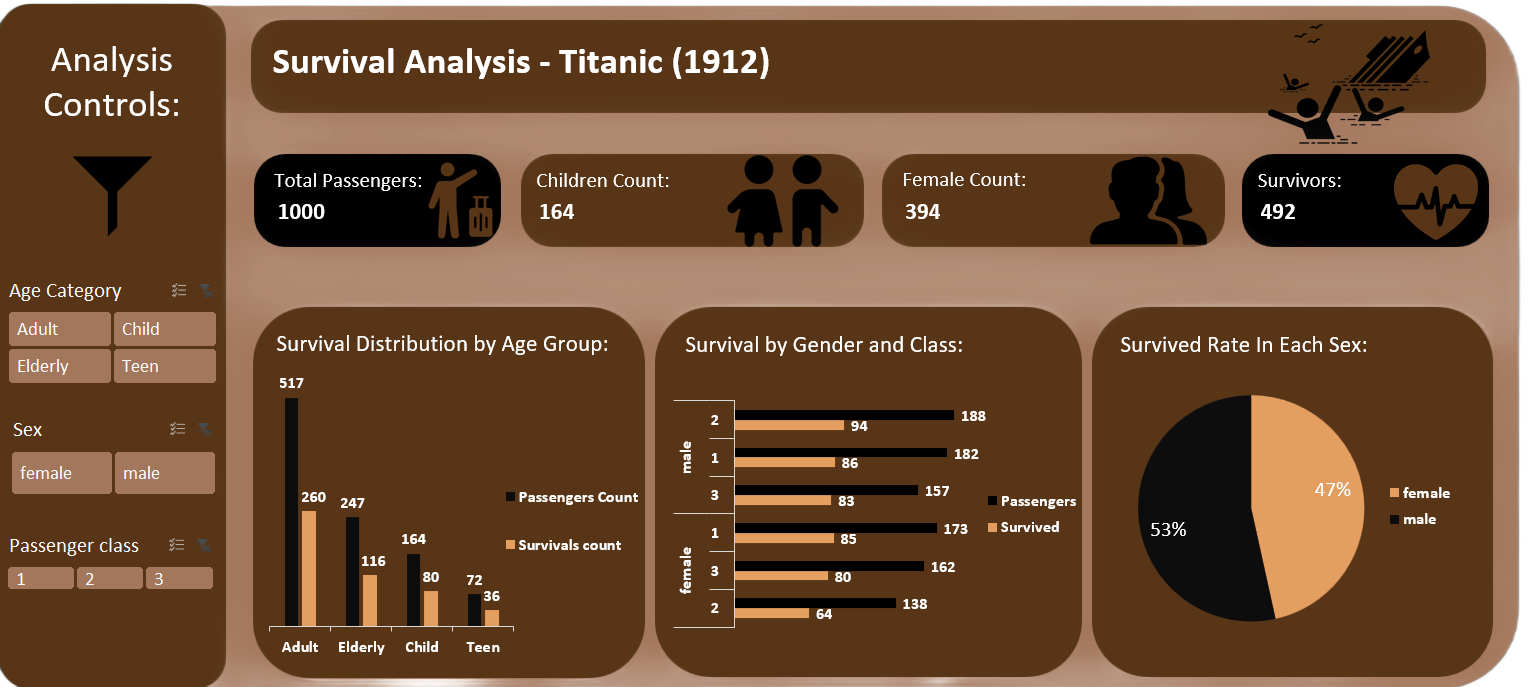 Analysis
Controls:
Age Category
Adult
Child
Elderly
Teen
Sex
female
male
Passenger class
1
2
3
Survival Analysis - Titanic (1912)
Total Passengers:
1000
Children Count:
164
Female Count:
394
Survivors:
492
Survival Distribution by Age Group:
517
260
247
116
164
80
72
36
Adult
Elderly
Child
Teen
Passengers Count
Survivals count
Survival by Gender and Class:
male
2
188
94
1
182
86
3
157
83
female
1
173
85
3
162
80
2
138
64
Passengers
Survived
Survived Rate In Each Sex:
47%
53%
female
male